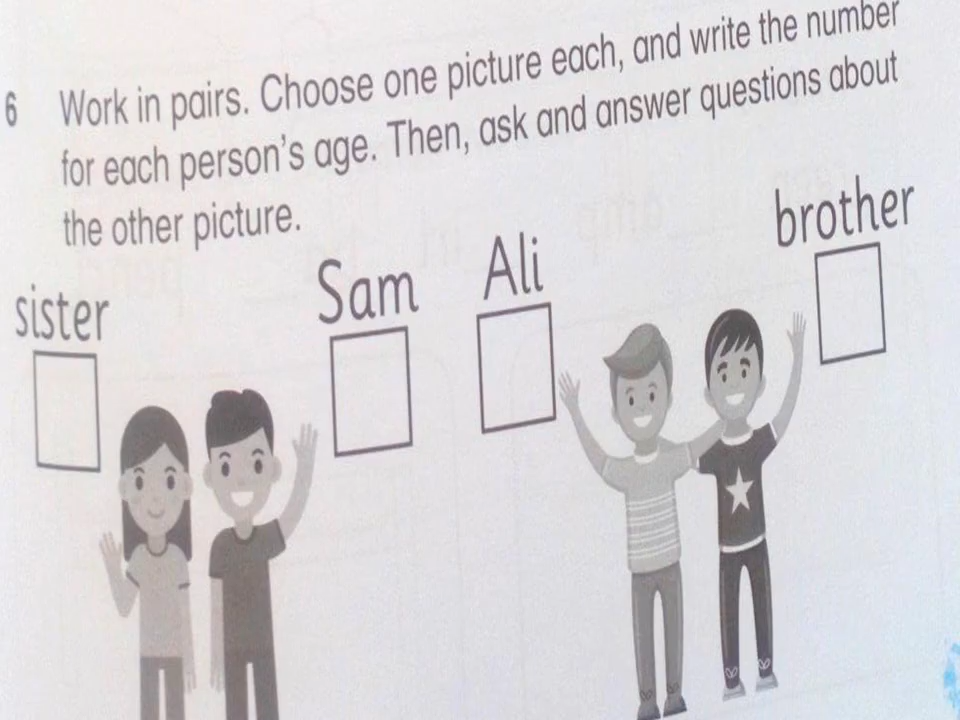 6 Work in pairs. Choose one picture each, and write the number
for each person's age. Then, ask and answer questions about
the other picture.
sister
Sam
Ali
brother